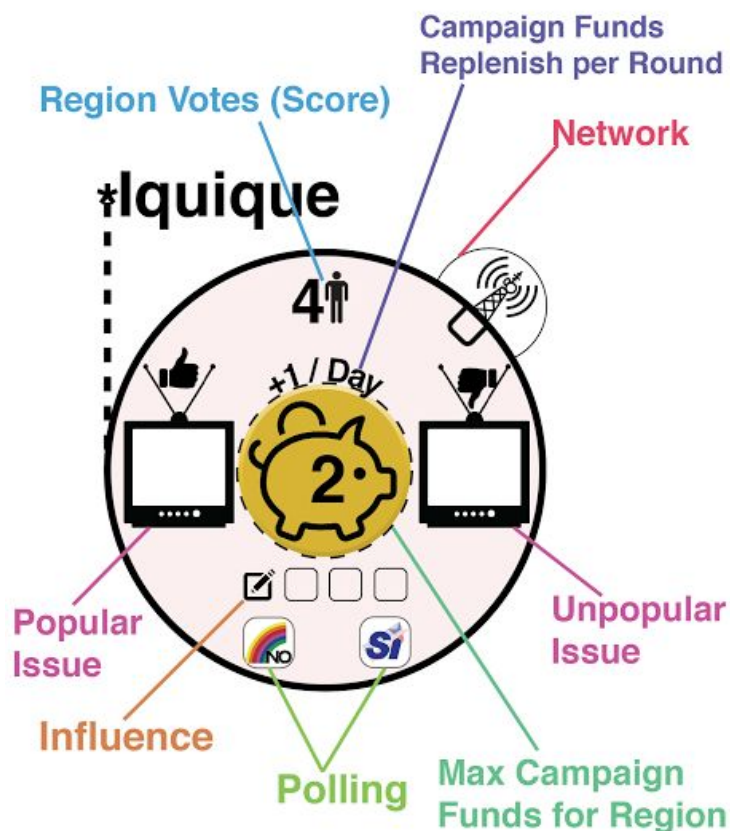 Campaign Funds
Replenish per Round
Region Votes (Score)
Network
*Iquique
4
+1 / Day
2
Popular
Issue
Unpopular
Issue
NO
Sí
Influence
Polling
Max Campaign
Funds for Region